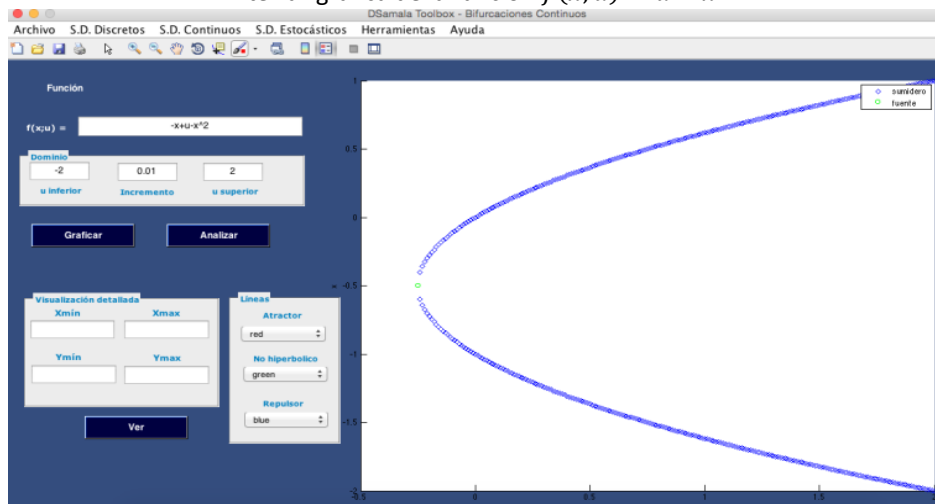 DSamala Toolbox - Bifurcaciones Continuos
Archivo S.D. Discretos S.D. Continuos S.D. Estocásticos Herramientas Ayuda
Función
f(x;u) = -x+u-x^2
Dominio
-2 0.01 2
u inferior Incremento u superior
Graficar Analizar
Visualización detallada
Xmin Xmax
Ymin Ymax
Ver
Líneas
Atractor
red
No hiperbolico
green
Repulsor
blue
sumidero
fuente
1
0.5
0
-0.5
-1
-1.5
-2
x
-0.5 0 0.5 1 1.5 2